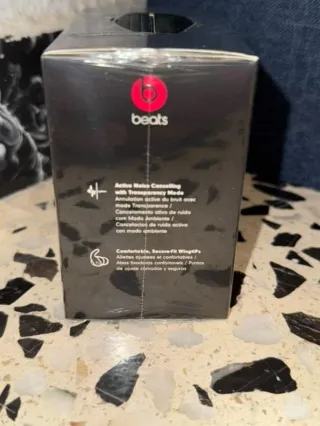 beats
Active Noise Cancelling
with Transparency Mode
Annulation active du bruit avec
mode Transparence /
Cancelamento ativo de ruído
com Modo Ambiente /
Cancelación de ruido activa
con modo ambiente
Comfortable, Secure-Fit Wingtips
Ailettes ajustées et confortables /
Abas fixadoras confortáveis / Puntas
de ajuste cómodas y seguras